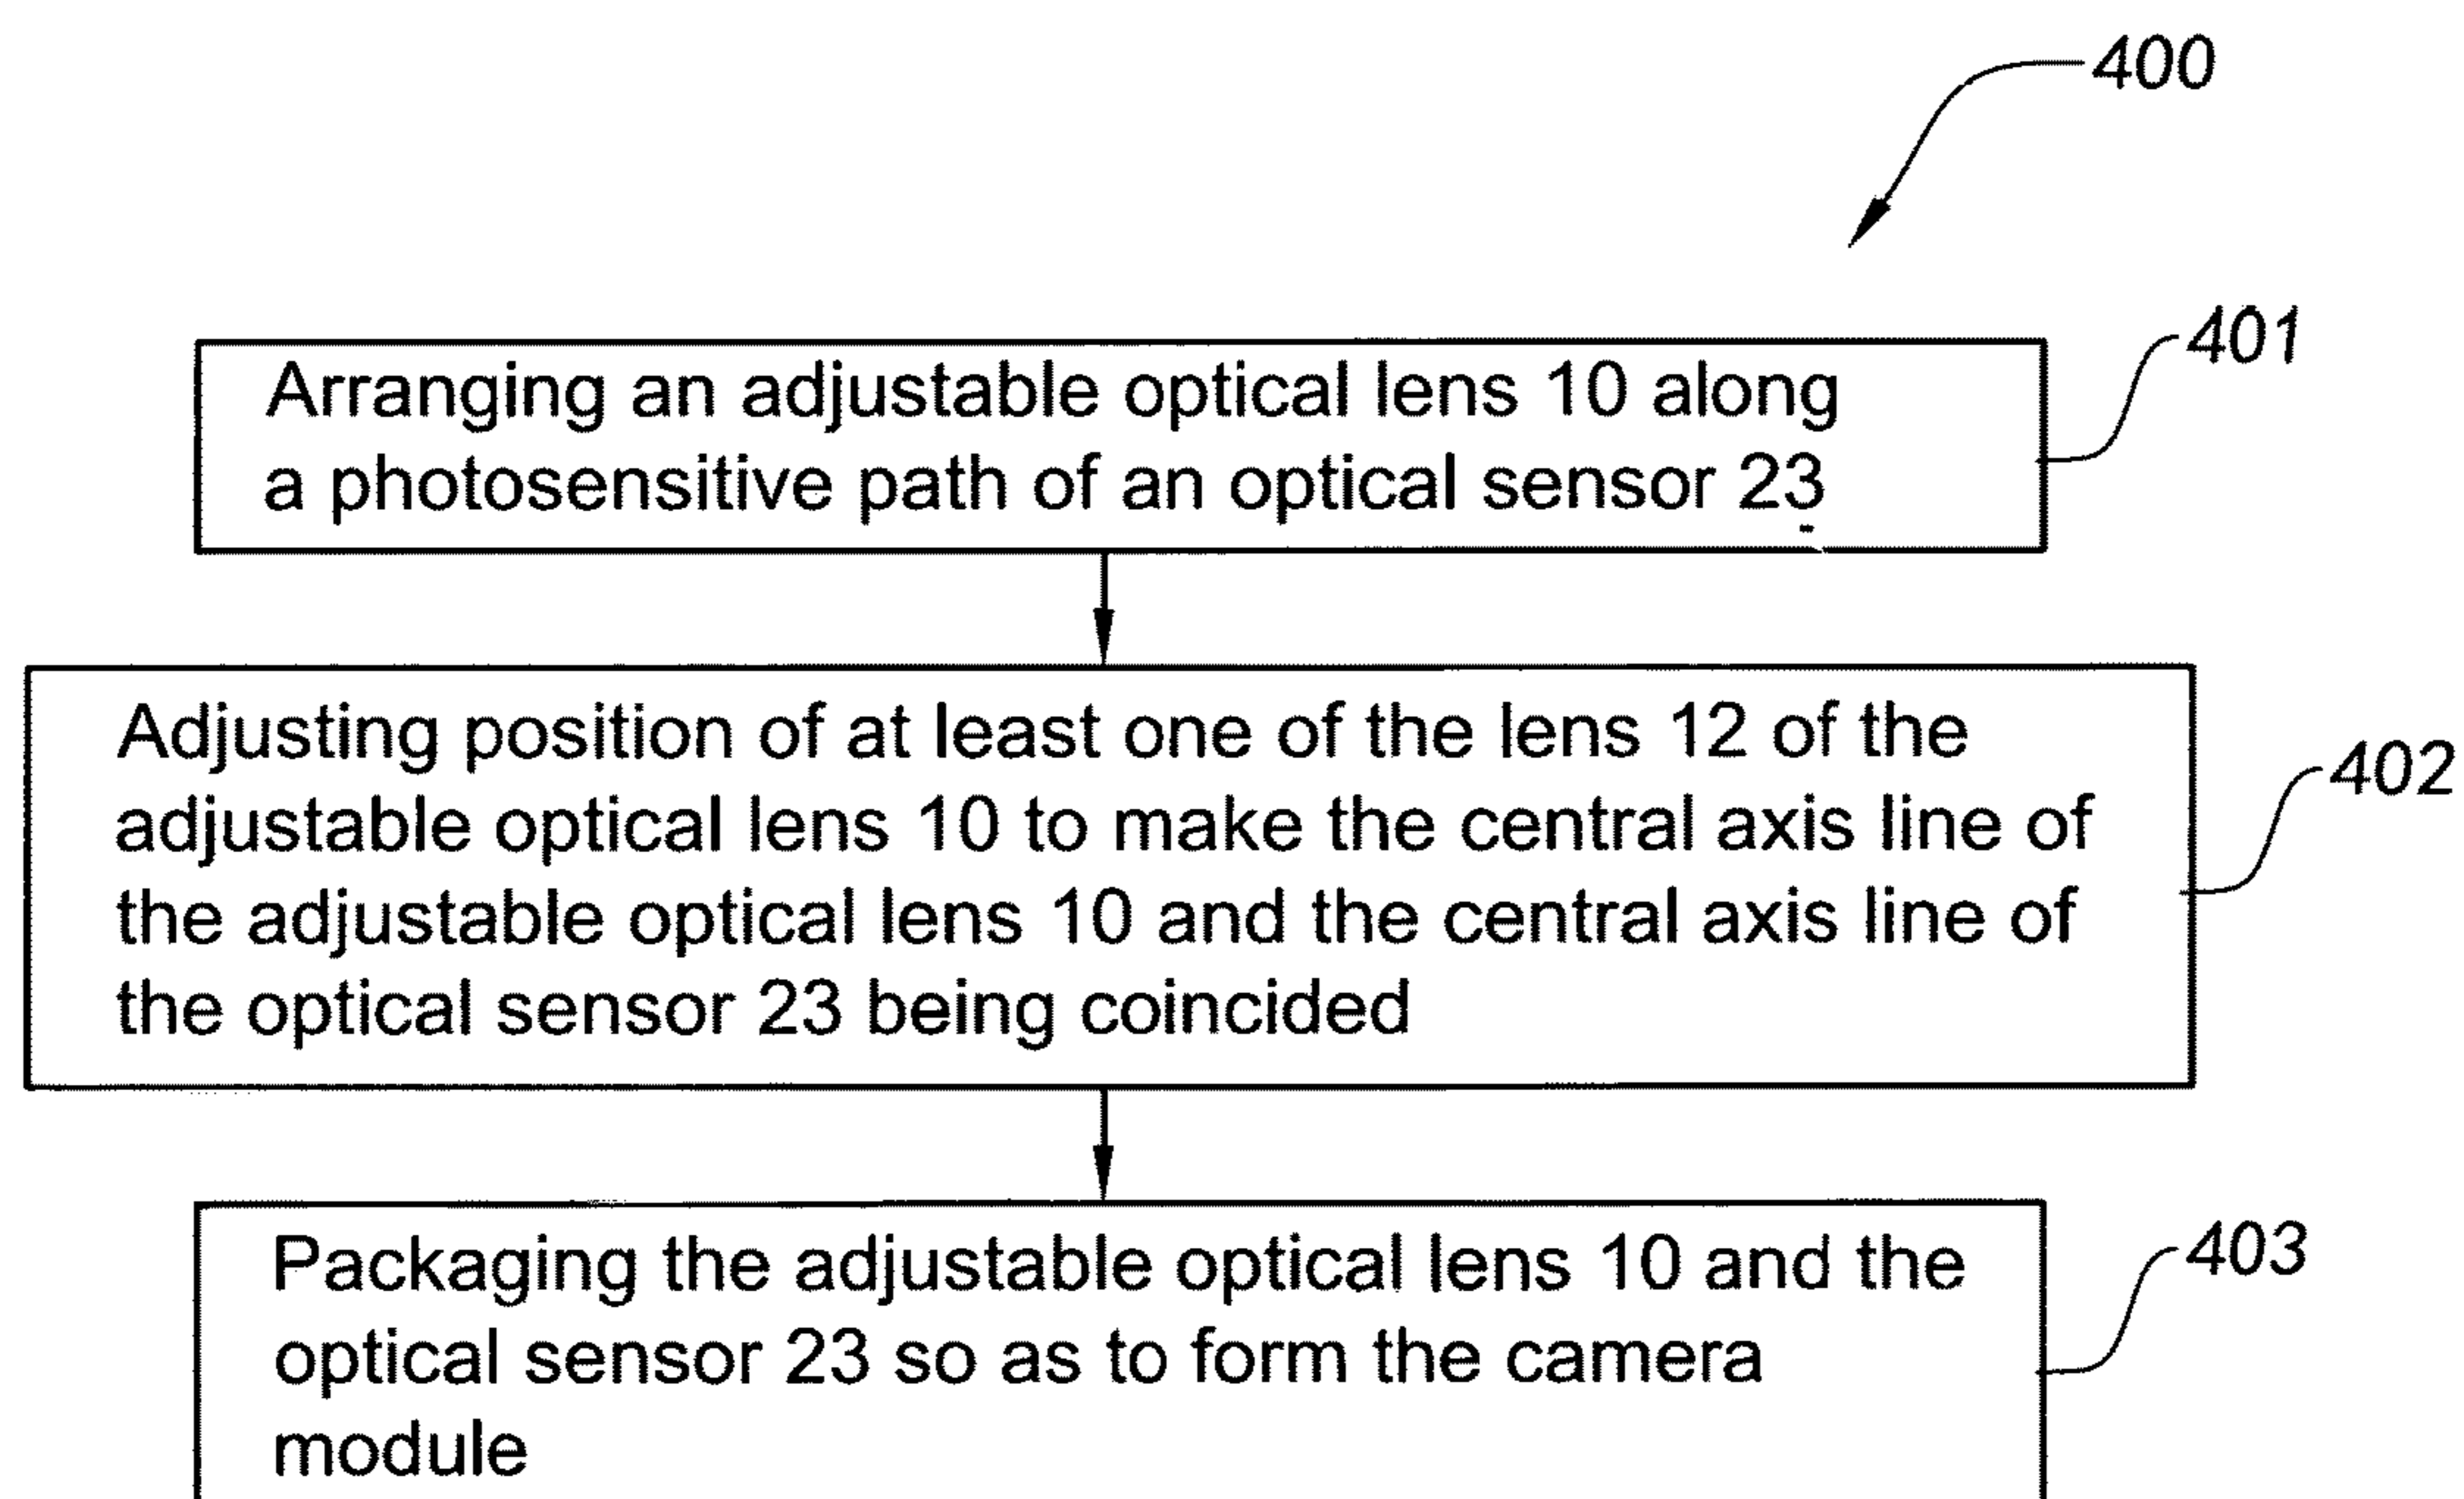 400
401
Arranging an adjustable optical lens 10 along
a photosensitive path of an optical sensor 23
402
Adjusting position of at least one of the lens 12 of the
adjustable optical lens 10 to make the central axis line of
the adjustable optical lens 10 and the central axis line of
the optical sensor 23 being coincided
403
Packaging the adjustable optical lens 10 and the
optical sensor 23 so as to form the camera
module